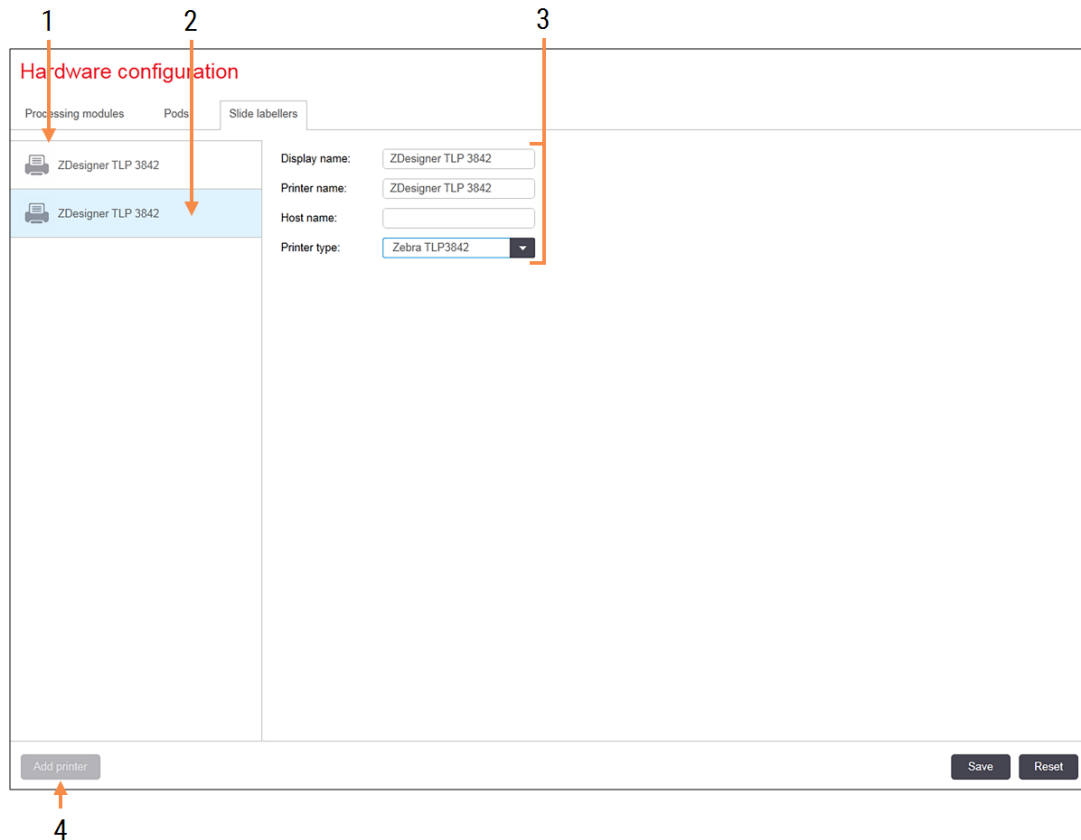 1 2 3
Hardware configuration
Processing modules Pods Slide labellers
ZDesigner TLP 3842
ZDesigner TLP 3842
Display name: ZDesigner TLP 3842
Printer name: ZDesigner TLP 3842
Host name:
Printer type: Zebra TLP3842
Add printer Save Reset
4